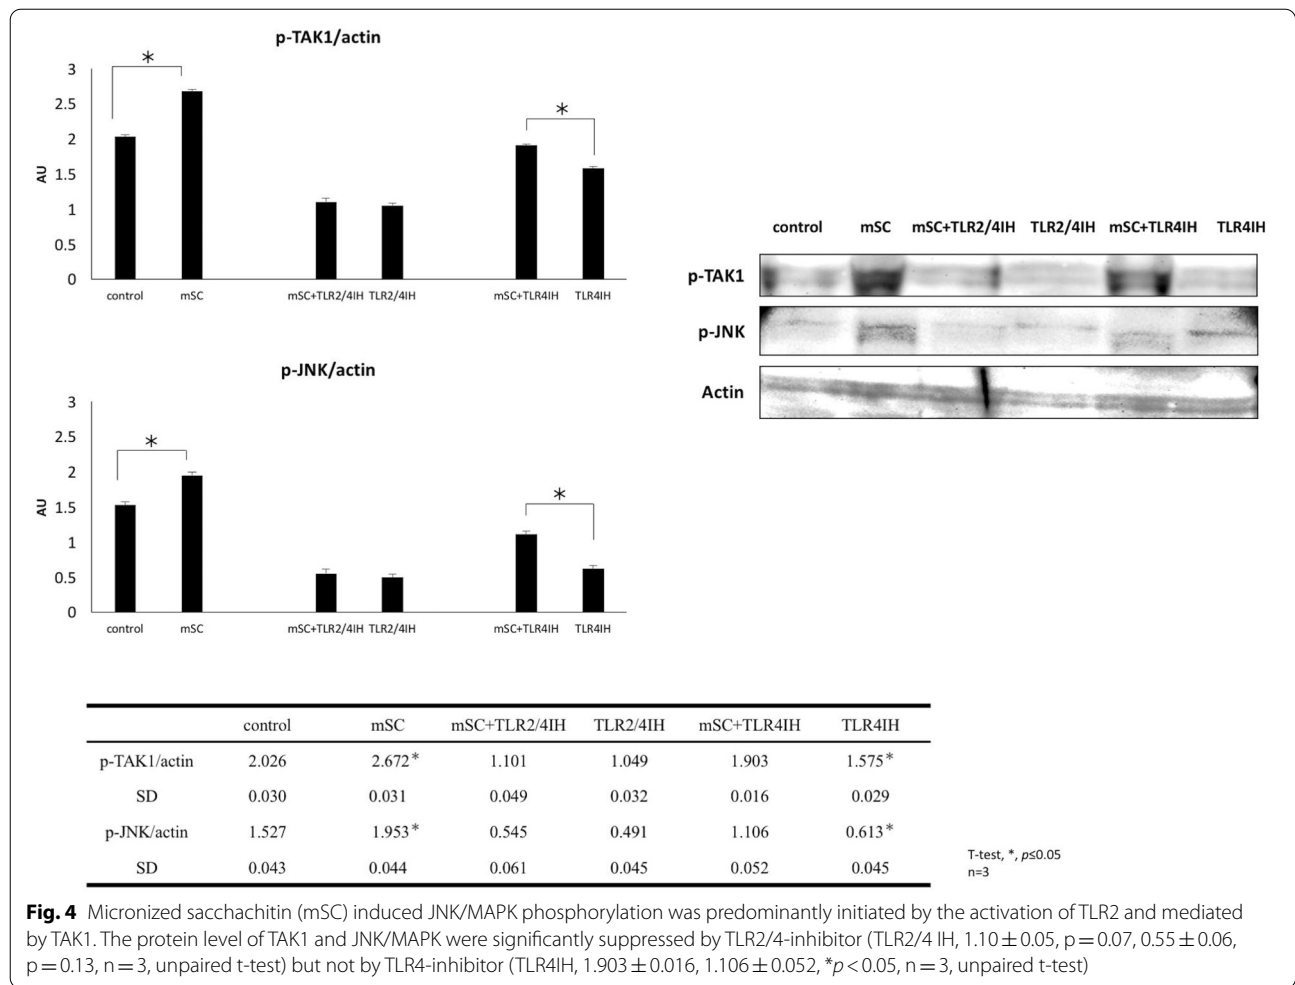 p-TAK1/actin
*
*
3
2.5
2
1.5
1
0.5
0
AU
control mSC mSC+TLR2/4IH TLR2/4IH mSC+TLR4IH TLR4IH
p-JNK/actin
*
*
3
2.5
2
1.5
1
0.5
0
AU
control mSC mSC+TLR2/4IH TLR2/4IH mSC+TLR4IH TLR4IH
control mSC mSC+TLR2/4IH TLR2/4IH mSC+TLR4IH TLR4IH
p-TAK1
p-JNK
Actin
control mSC mSC+TLR2/4IH TLR2/4IH mSC+TLR4IH TLR4IH
p-TAK1/actin 2.026 2.672* 1.101 1.049 1.903 1.575*
SD 0.030 0.031 0.049 0.032 0.016 0.029
p-JNK/actin 1.527 1.953* 0.545 0.491 1.106 0.613*
SD 0.043 0.044 0.061 0.045 0.052 0.045
T-test, *, p≤0.05
n=3
Fig. 4 Micronized sacchachitin (mSC) induced JNK/MAPK phosphorylation was predominantly initiated by the activation of TLR2 and mediated
by TAK1. The protein level of TAK1 and JNK/MAPK were significantly suppressed by TLR2/4-inhibitor (TLR2/4 IH, 1.10 ± 0.05, p = 0.07, 0.55 ± 0.06,
p = 0.13, n = 3, unpaired t-test) but not by TLR4-inhibitor (TLR4IH, 1.903 ± 0.016, 1.106 ± 0.052, *p < 0.05, n = 3, unpaired t-test)